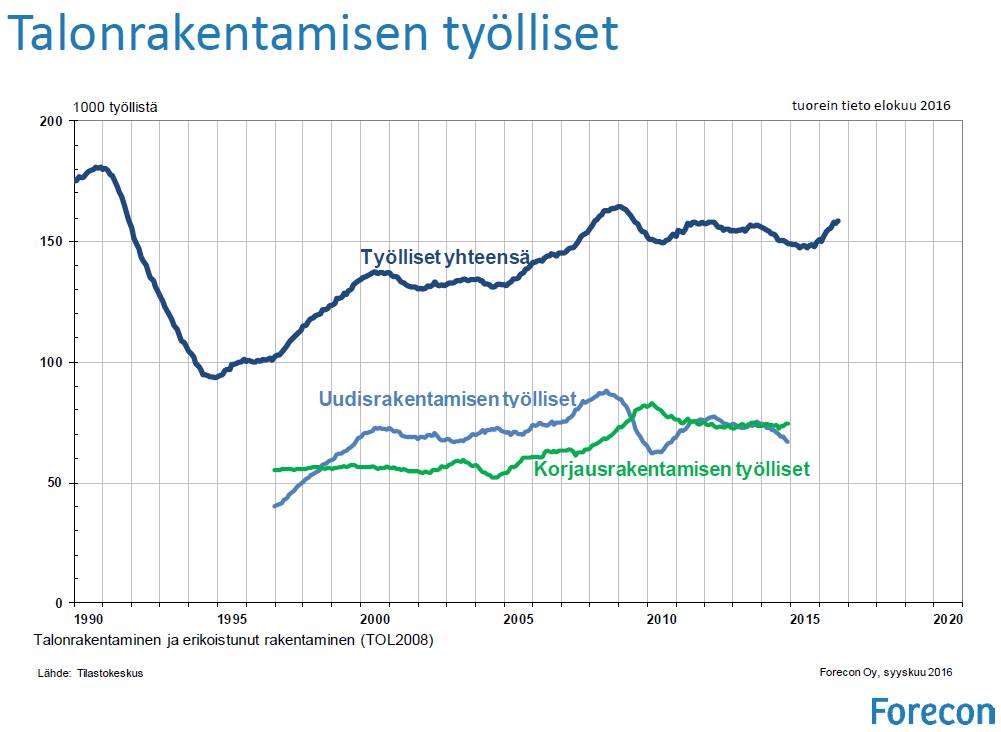 Talonrakentamisen työlliset
1000 työllistä
tuorein tieto elokuu 2016
200
150
100
50
0
Työlliset yhteensä
Uudisrakentamisen työlliset
Korjausrakentamisen työlliset
1990 1995 2000 2005 2010 2015 2020
Talonrakentaminen ja erikoistunut rakentaminen (TOL2008)
Lähde: Tilastokeskus
Forecon Oy, syyskuu 2016
Forecon